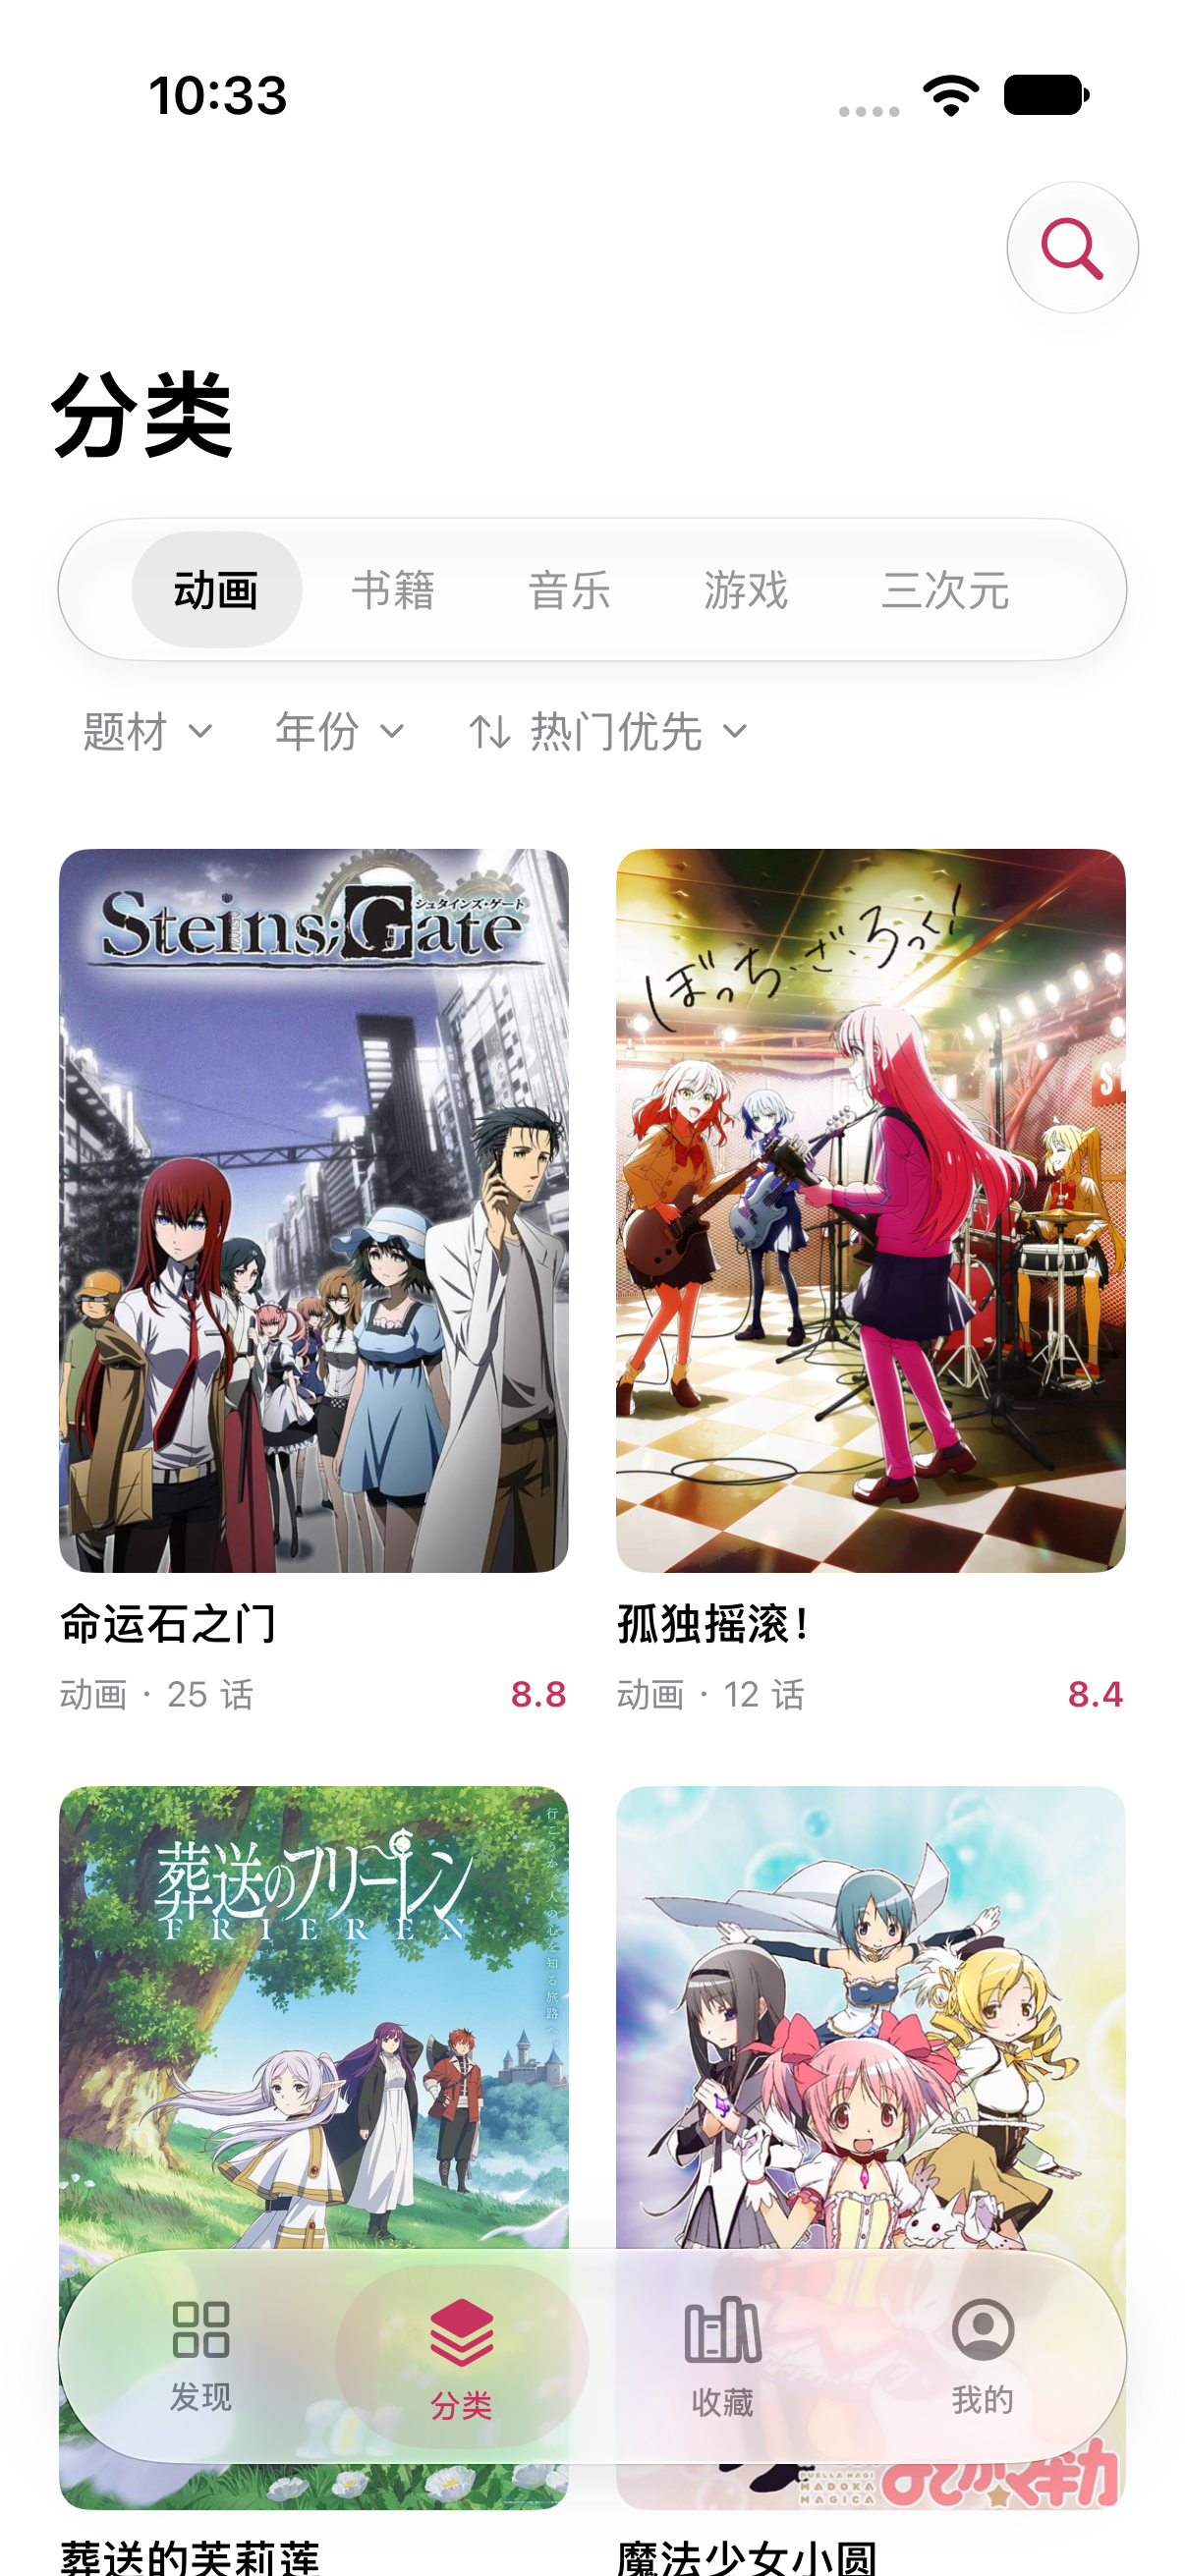 10:33
分类
动画 书籍 音乐 游戏 三次元
题材 年份 热门优先
Steins;Gate
シュタインズ・ゲート
ぼっち・ざ・ろっく!
命运石之门
动画 · 25 话 8.8
孤独摇滚!
动画 · 12 话 8.4
葬送のフリーレン
FRIEREN
MADOKA
MAGICA
发现 分类 收藏 我的
葬送的芙莉莲
魔法少女小圆